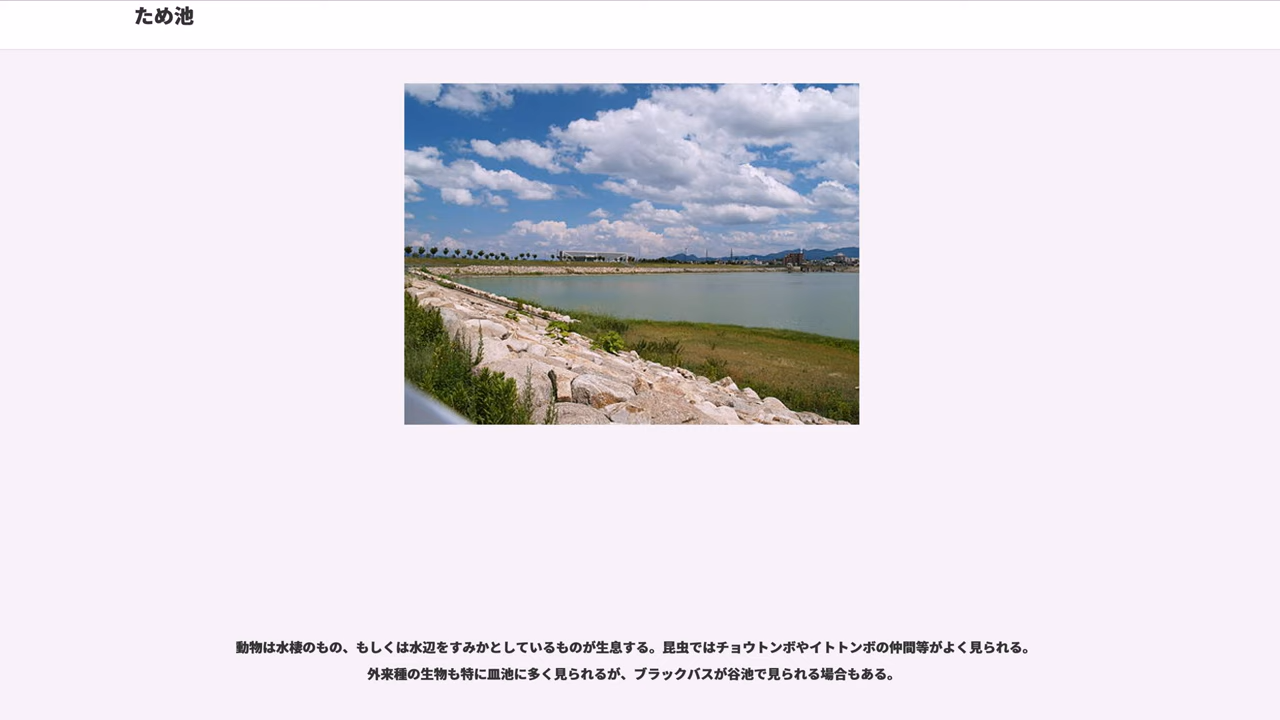 ため池
動物は水棲のもの、もしくは水辺をすみかとしているものが生息する。昆虫ではチョウトンボやイトトンボの仲間等がよく見られる。
外来種の生物も特に皿池に多く見られるが、ブラックバスが谷池で見られる場合もある。